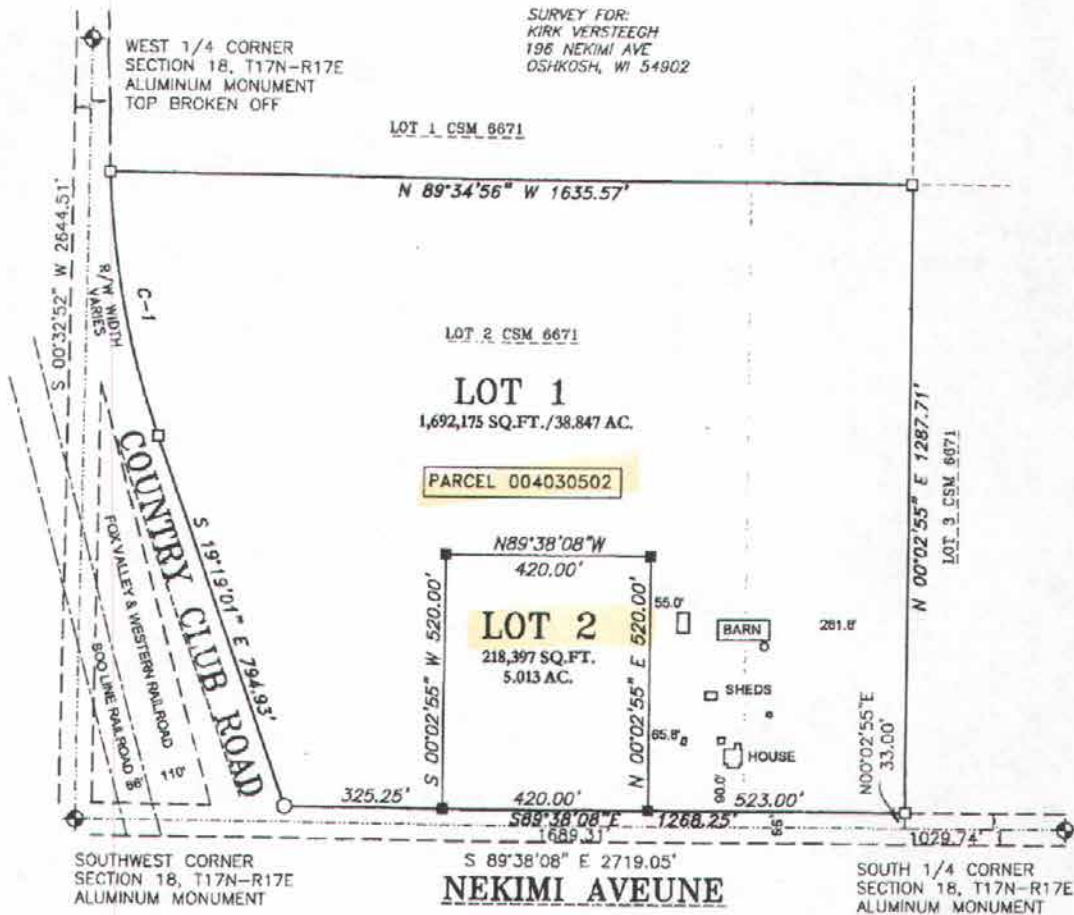 SURVEY FOR:
KIRK VERSTEEGH
196 NEKIMI AVE
OSHKOSH, WI 54902
WEST 1/4 CORNER
SECTION 18, T17N-R17E
ALUMINUM MONUMENT
TOP BROKEN OFF
LOT 1 CSM 6671
N 89°34'56" W 1635.57'
S 00°32'52" W 2644.51'
R/W WIDTH
VARIES
C-1
LOT 2 CSM 6671
LOT 1
1,692,175 SQ.FT./38.847 AC.
PARCEL 004030502
N 00°02'55" E 1287.71'
LOT 3 CSM 6671
COUNTRY CLUB ROAD
S 19°19'01" E 794.93'
FOX VALLEY & WESTERN RAILROAD
SOO LINE RAILROAD
66'
110'
N89°38'08"W
420.00'
S 00°02'55" W 520.00'
N 00°02'55" E 520.00'
LOT 2
218,397 SQ.FT.
5.013 AC.
55.0'
BARN
281.8'
SHEDS
65.8'
HOUSE
90.0'
N00°02'55"E
33.00'
325.25'
420.00'
523.00'
S89°38'08"E 1268.25'
66'
1689.31'
1029.74'
S 89°38'08" E 2719.05'
NEKIMI AVEUNE
SOUTHWEST CORNER
SECTION 18, T17N-R17E
ALUMINUM MONUMENT
SOUTH 1/4 CORNER
SECTION 18, T17N-R17E
ALUMINUM MONUMENT